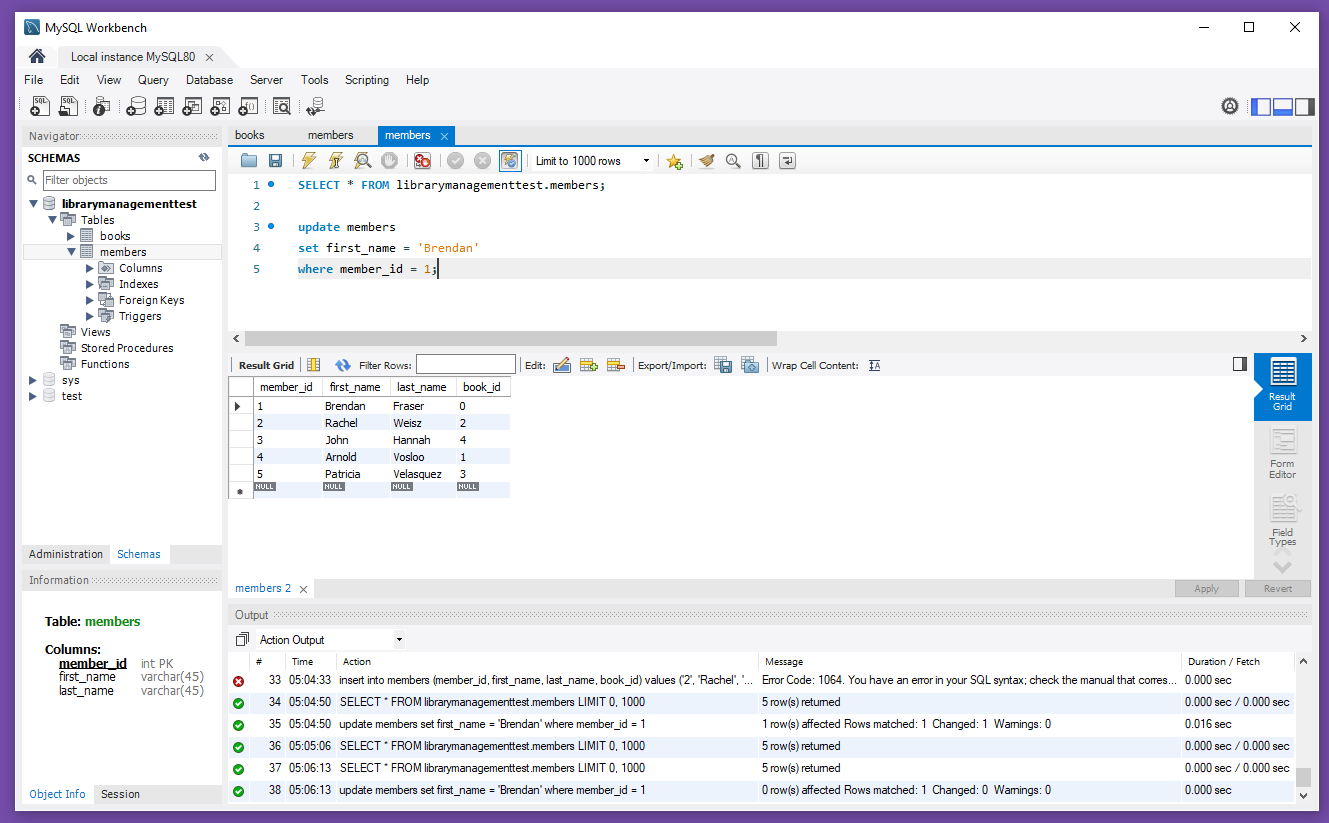 MySQL Workbench
Local instance MySQL80
File Edit View Query Database Server Tools Scripting Help
Navigator
SCHEMAS
Filter objects
librarymanagementtest
Tables
books
members
Columns
Indexes
Foreign Keys
Triggers
Views
Stored Procedures
Functions
sys
test
Administration Schemas
Information
Table: members
Columns:
member_id int PK
first_name varchar(45)
last_name varchar(45)
Object Info Session
books members members
Limit to 1000 rows
1 SELECT * FROM librarymanagementtest.members;
2
3 update members
4 set first_name = 'Brendan'
5 where member_id = 1;
Result Grid Filter Rows: Edit: Export/Import: Wrap Cell Content:
member_id first_name last_name book_id
1 Brendan Fraser 0
2 Rachel Weisz 2
3 John Hannah 4
4 Arnold Vosloo 1
5 Patricia Velasquez 3
NULL NULL NULL NULL
Result
Grid
Form
Editor
Field
Types
members 2
Apply Revert
Output
Action Output
# Time Action Message Duration / Fetch
33 05:04:33 insert into members (member_id, first_name, last_name, book_id) values ('2', 'Rachel', '... Error Code: 1064. You have an error in your SQL syntax; check the manual that corres... 0.000 sec
34 05:04:50 SELECT * FROM librarymanagementtest.members LIMIT 0, 1000 5 row(s) returned 0.000 sec / 0.000 sec
35 05:04:50 update members set first_name = 'Brendan' where member_id = 1 1 row(s) affected Rows matched: 1 Changed: 1 Warnings: 0 0.016 sec
36 05:05:06 SELECT * FROM librarymanagementtest.members LIMIT 0, 1000 5 row(s) returned 0.000 sec / 0.000 sec
37 05:06:13 SELECT * FROM librarymanagementtest.members LIMIT 0, 1000 5 row(s) returned 0.000 sec / 0.000 sec
38 05:06:13 update members set first_name = 'Brendan' where member_id = 1 0 row(s) affected Rows matched: 1 Changed: 0 Warnings: 0 0.000 sec